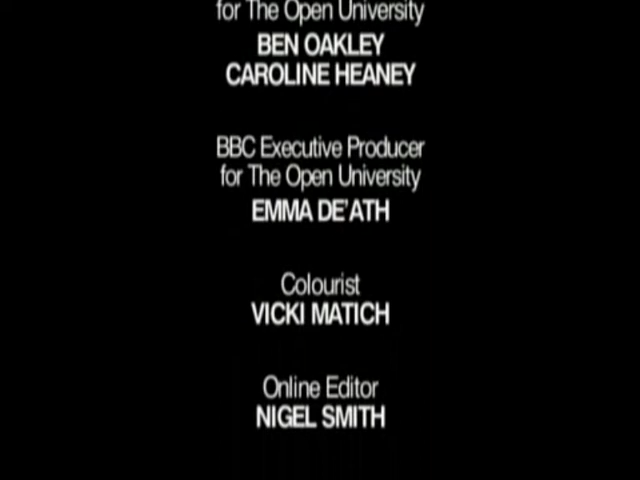 for The Open University
BEN OAKLEY
CAROLINE HEANEY
BBC Executive Producer
for The Open University
EMMA DE'ATH
Colourist
VICKI MATICH
Online Editor
NIGEL SMITH